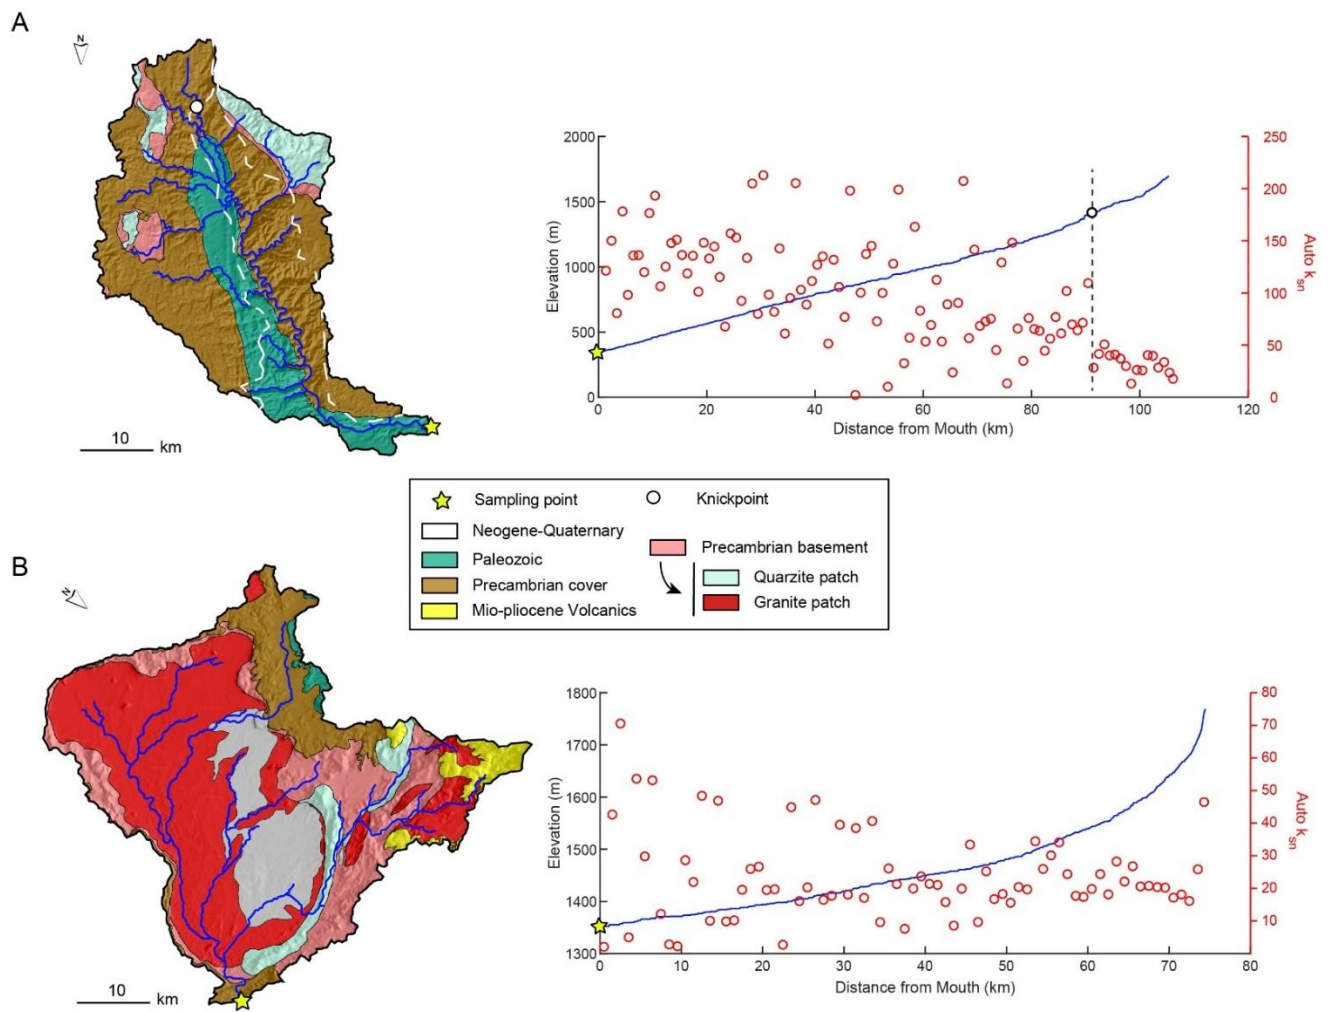 A
N
10
km
2000
1500
1000
500
0
Elevation (m)
0
20
40
60
80
100
120
Distance from Mouth (km)
250
200
150
100
50
0
Auto ksn
Sampling point
Knickpoint
Neogene-Quaternary
Paleozoic
Precambrian cover
Mio-pliocene Volcanics
Precambrian basement
Quarzite patch
Granite patch
B
N
10
km
1800
1700
1600
1500
1400
1300
Elevation (m)
0
10
20
30
40
50
60
70
80
Distance from Mouth (km)
80
70
60
50
40
30
20
10
Auto ksn